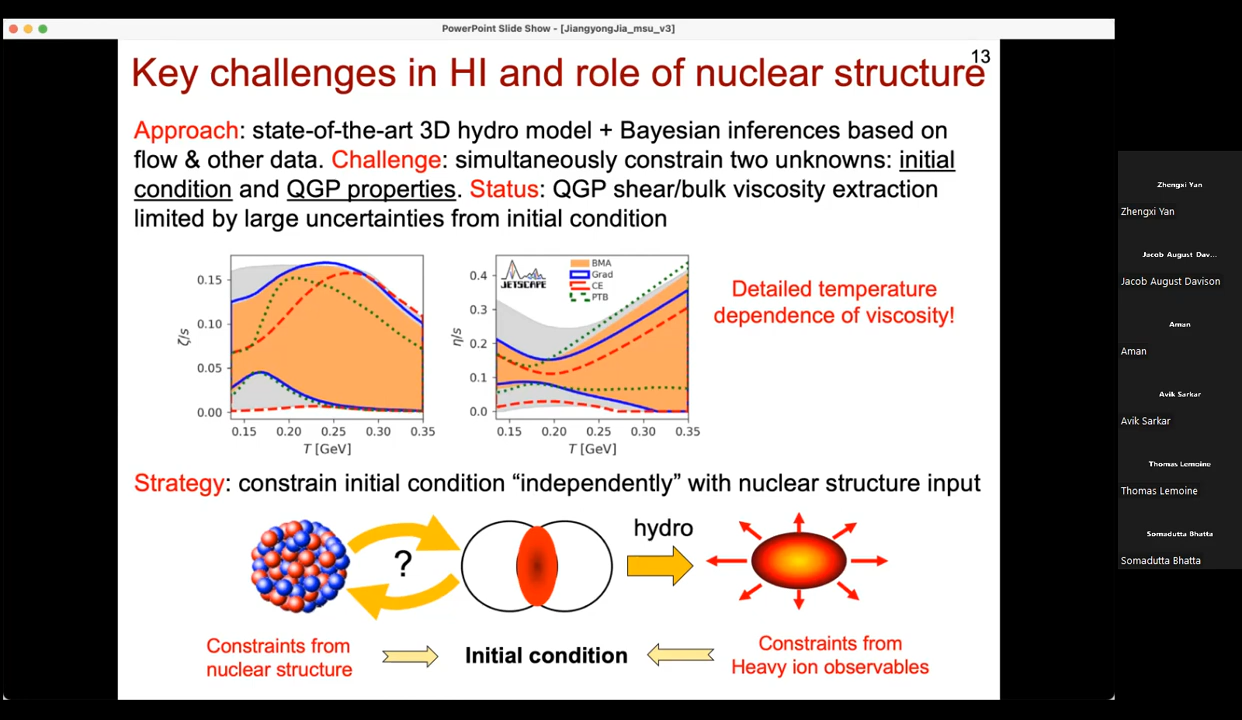 PowerPoint Slide Show - [JiangyongJia_msu_v3]
13
Key challenges in HI and role of nuclear structure
Approach: state-of-the-art 3D hydro model + Bayesian inferences based on
flow & other data. Challenge: simultaneously constrain two unknowns: initial
condition and QGP properties. Status: QGP shear/bulk viscosity extraction
limited by large uncertainties from initial condition
ζ/s
0.15
0.10
0.05
0.00
0.15 0.20 0.25 0.30 0.35
T [GeV]
η/s
0.4
0.3
0.2
0.1
0.0
JETSCAPE
BMA
Grad
CE
PTB
0.15 0.20 0.25 0.30 0.35
T [GeV]
Detailed temperature
dependence of viscosity!
Strategy: constrain initial condition “independently” with nuclear structure input
?
hydro
Constraints from
nuclear structure
Initial condition
Constraints from
Heavy ion observables
Zhengxi Yan
Zhengxi Yan
Jacob August Dav...
Jacob August Davison
Aman
Aman
Avik Sarkar
Avik Sarkar
Thomas Lemoine
Thomas Lemoine
Somadutta Bhatta
Somadutta Bhatta